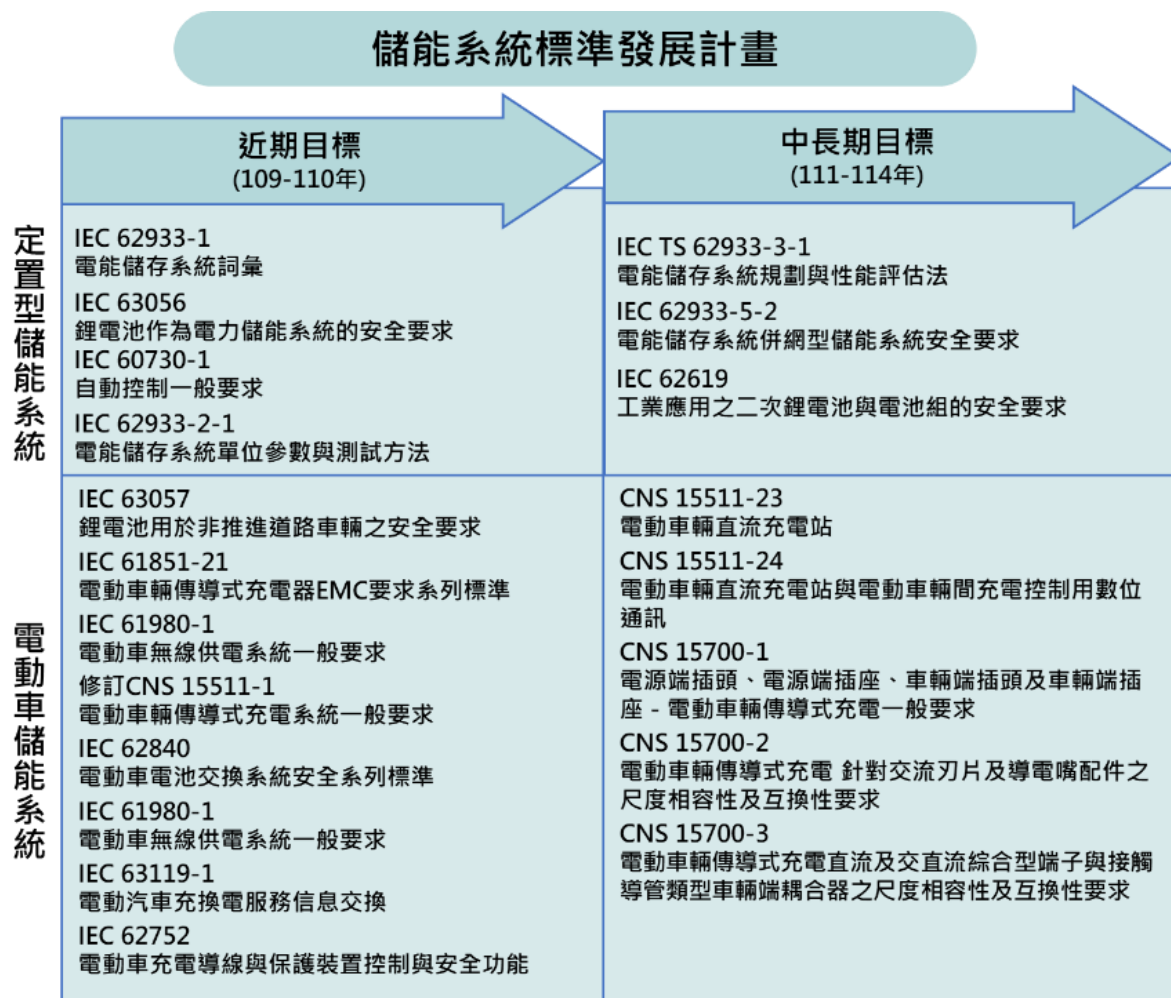 儲能系統標準發展計畫
近期目標
(109-110年)
中長期目標
(111-114年)
定置型儲能系統
IEC 62933-1
電能儲存系統詞彙
IEC 63056
鋰電池作為電力儲能系統的安全要求
IEC 60730-1
自動控制一般要求
IEC 62933-2-1
電能儲存系統單位參數與測試方法
IEC TS 62933-3-1
電能儲存系統規劃與性能評估法
IEC 62933-5-2
電能儲存系統併網型儲能系統安全要求
IEC 62619
工業應用之二次鋰電池與電池組的安全要求
電動車儲能系統
IEC 63057
鋰電池用於非推進道路車輛之安全要求
IEC 61851-21
電動車輛傳導式充電器EMC要求系列標準
IEC 61980-1
電動車無線供電系統一般要求
修訂CNS 15511-1
電動車輛傳導式充電系統一般要求
IEC 62840
電動車電池交換系統安全系列標準
IEC 61980-1
電動車無線供電系統一般要求
IEC 63119-1
電動汽車充換電服務信息交換
IEC 62752
電動車充電導線與保護裝置控制與安全功能
CNS 15511-23
電動車輛直流充電站
CNS 15511-24
電動車輛直流充電站與電動車輛間充電控制用數位
通訊
CNS 15700-1
電源端插頭、電源端插座、車輛端插頭及車輛端插
座 - 電動車輛傳導式充電一般要求
CNS 15700-2
電動車輛傳導式充電 針對交流刃片及導電嘴配件之
尺度相容性及互換性要求
CNS 15700-3
電動車輛傳導式充電直流及交直流綜合型端子與接觸
導管類型車輛端耦合器之尺度相容性及互換性要求